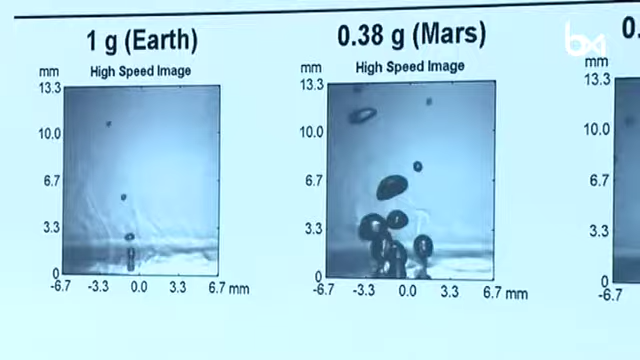 1 g (Earth)
0.38 g (Mars)
0.
bx1
mm
High Speed Image
mm
High Speed Image
mm
13.3
10.0
6.7
3.3
0
-6.7 -3.3 0.0 3.3 6.7 mm
13.3
10.0
6.7
3.3
0
-6.7 -3.3 0.0 3.3 6.7 mm
13.3
10.0
6.7
3.3
0
-6.7